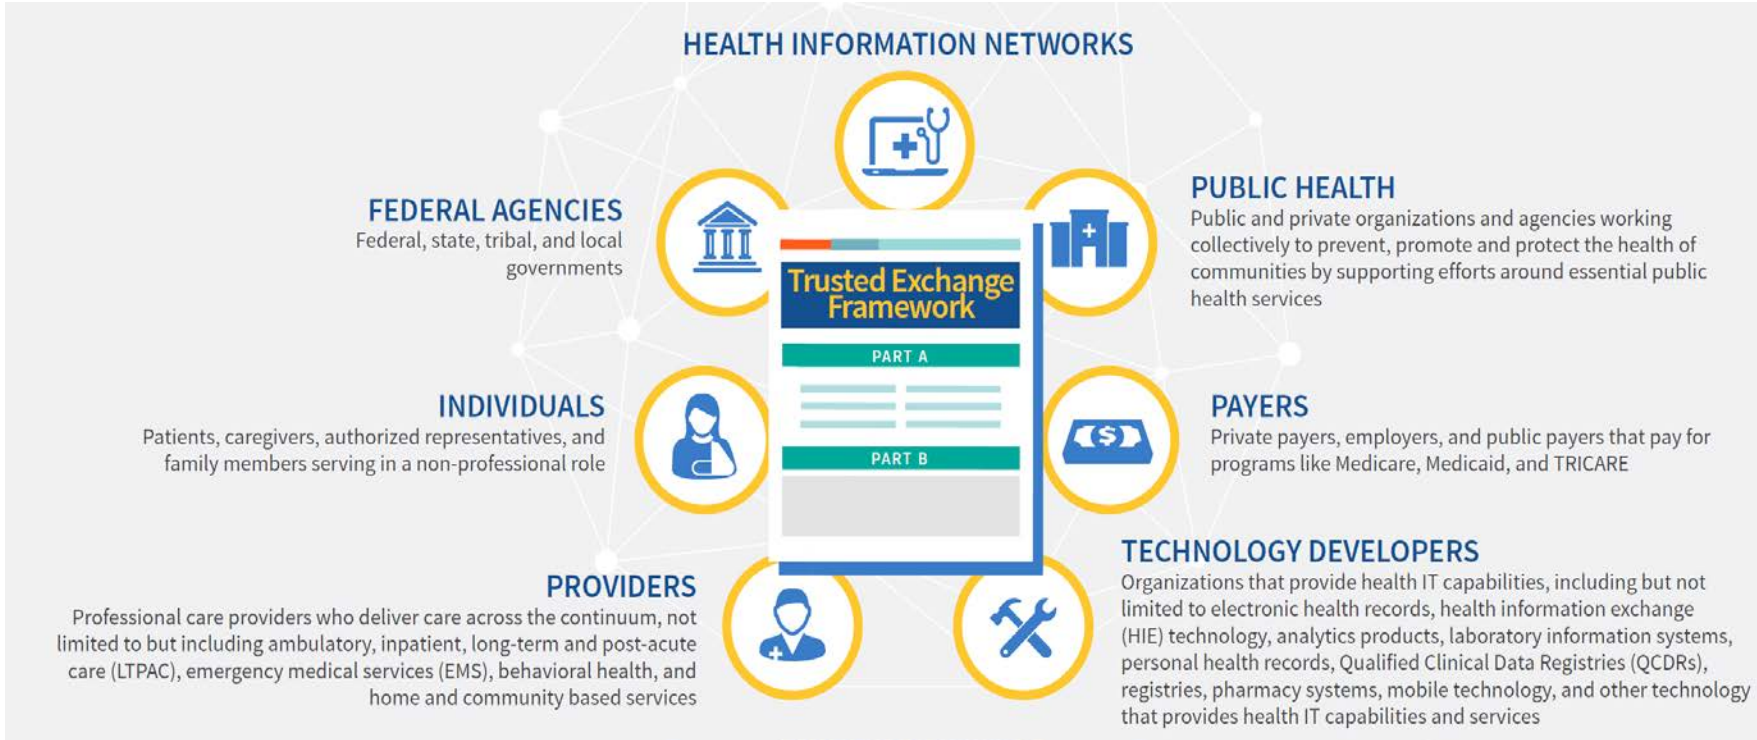 HEALTH INFORMATION NETWORKS
FEDERAL AGENCIES
Federal, state, tribal, and local
governments
PUBLIC HEALTH
Public and private organizations and agencies working
collectively to prevent, promote and protect the health of
communities by supporting efforts around essential public
health services
Trusted Exchange
Framework
PART A
PART B
INDIVIDUALS
Patients, caregivers, authorized representatives, and
family members serving in a non-professional role
PAYERS
Private payers, employers, and public payers that pay for
programs like Medicare, Medicaid, and TRICARE
PROVIDERS
Professional care providers who deliver care across the continuum, not
limited to but including ambulatory, inpatient, long-term and post-acute
care (LTPAC), emergency medical services (EMS), behavioral health, and
home and community based services
TECHNOLOGY DEVELOPERS
Organizations that provide health IT capabilities, including but not
limited to electronic health records, health information exchange
(HIE) technology, analytics products, laboratory information systems,
personal health records, Qualified Clinical Data Registries (QCDRs),
registries, pharmacy systems, mobile technology, and other technology
that provides health IT capabilities and services